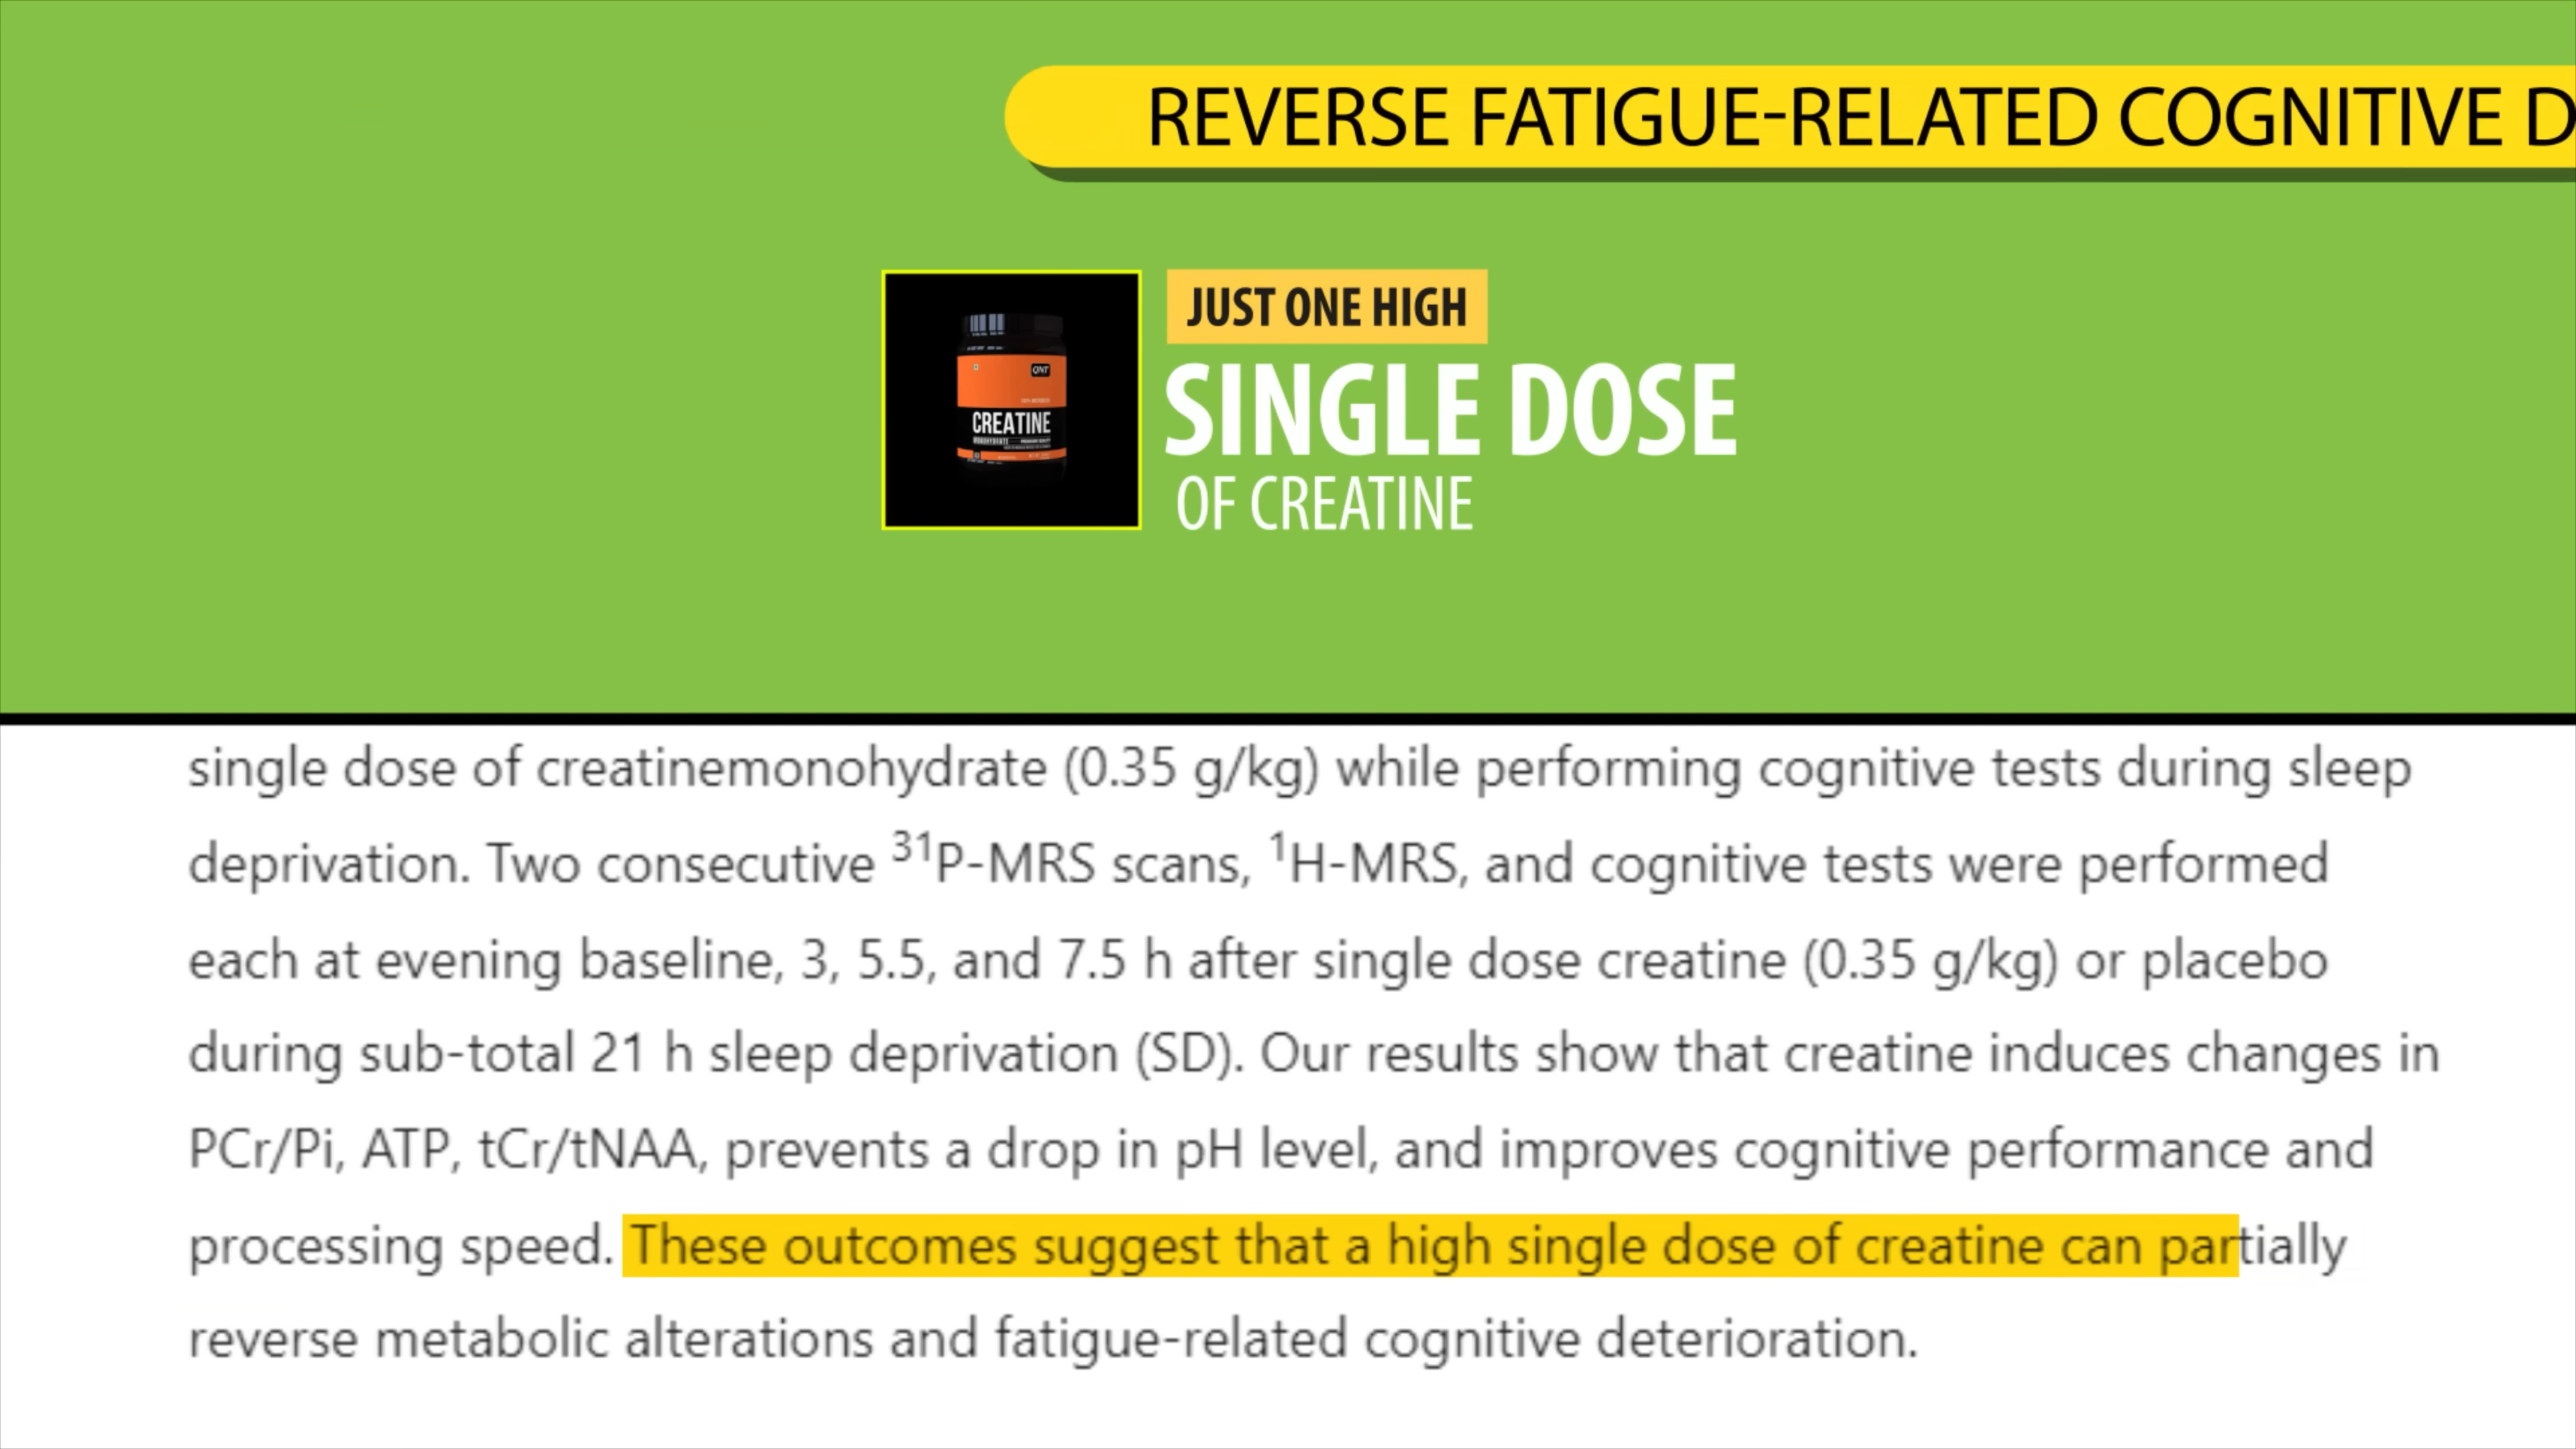 REVERSE FATIGUE-RELATED COGNITIVE D
JUST ONE HIGH
SINGLE DOSE
OF CREATINE
QNT
CREATINE
MONOHYDRATE
single dose of creatinemonohydrate (0.35 g/kg) while performing cognitive tests during sleep
deprivation. Two consecutive ³¹P-MRS scans, ¹H-MRS, and cognitive tests were performed
each at evening baseline, 3, 5.5, and 7.5 h after single dose creatine (0.35 g/kg) or placebo
during sub-total 21 h sleep deprivation (SD). Our results show that creatine induces changes in
PCr/Pi, ATP, tCr/tNAA, prevents a drop in pH level, and improves cognitive performance and
processing speed. These outcomes suggest that a high single dose of creatine can partially
reverse metabolic alterations and fatigue-related cognitive deterioration.